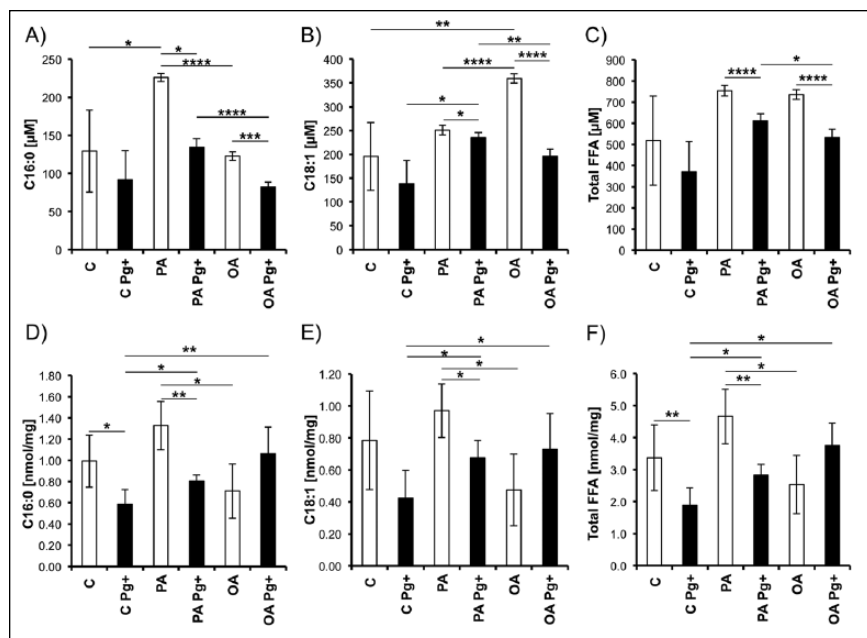 A)
C16:0 [µM]
250
200
150
100
50
0
*
*
****
****
***
C
C Pg+
PA
PA Pg+
OA
OA Pg+
B)
C18:1 [µM]
400
350
300
250
200
150
100
50
0
**
**
****
****
*
*
C
C Pg+
PA
PA Pg+
OA
OA Pg+
C)
Total FFA [µM]
900
800
700
600
500
400
300
200
100
0
*
****
****
C
C Pg+
PA
PA Pg+
OA
OA Pg+
D)
C16:0 [nmol/mg]
1.80
1.60
1.40
1.20
1.00
0.80
0.60
0.40
0.20
0.00
**
*
*
**
*
C
C Pg+
PA
PA Pg+
OA
OA Pg+
E)
C18:1 [nmol/mg]
1.20
1.00
0.80
0.60
0.40
0.20
0.00
*
*
*
*
C
C Pg+
PA
PA Pg+
OA
OA Pg+
F)
Total FFA [nmol/mg]
6.0
5.0
4.0
3.0
2.0
1.0
0.0
*
*
*
**
**
C
C Pg+
PA
PA Pg+
OA
OA Pg+